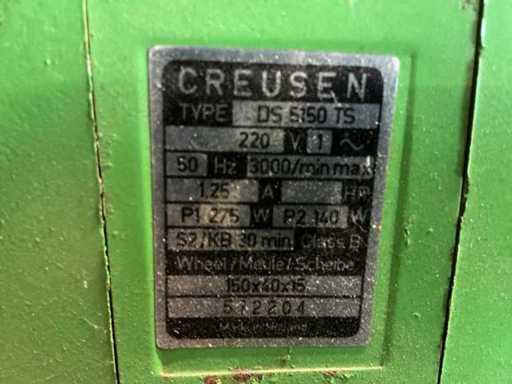 CREUSEN
TYPE DS 5150 TS
220 V 1 ~
50 Hz 3000/min max
1.25 A HP
P1 275 W P2 140 W
S2/KB 30 min Class B
Wheel/Meule/Scheibe
150x40x15
572204